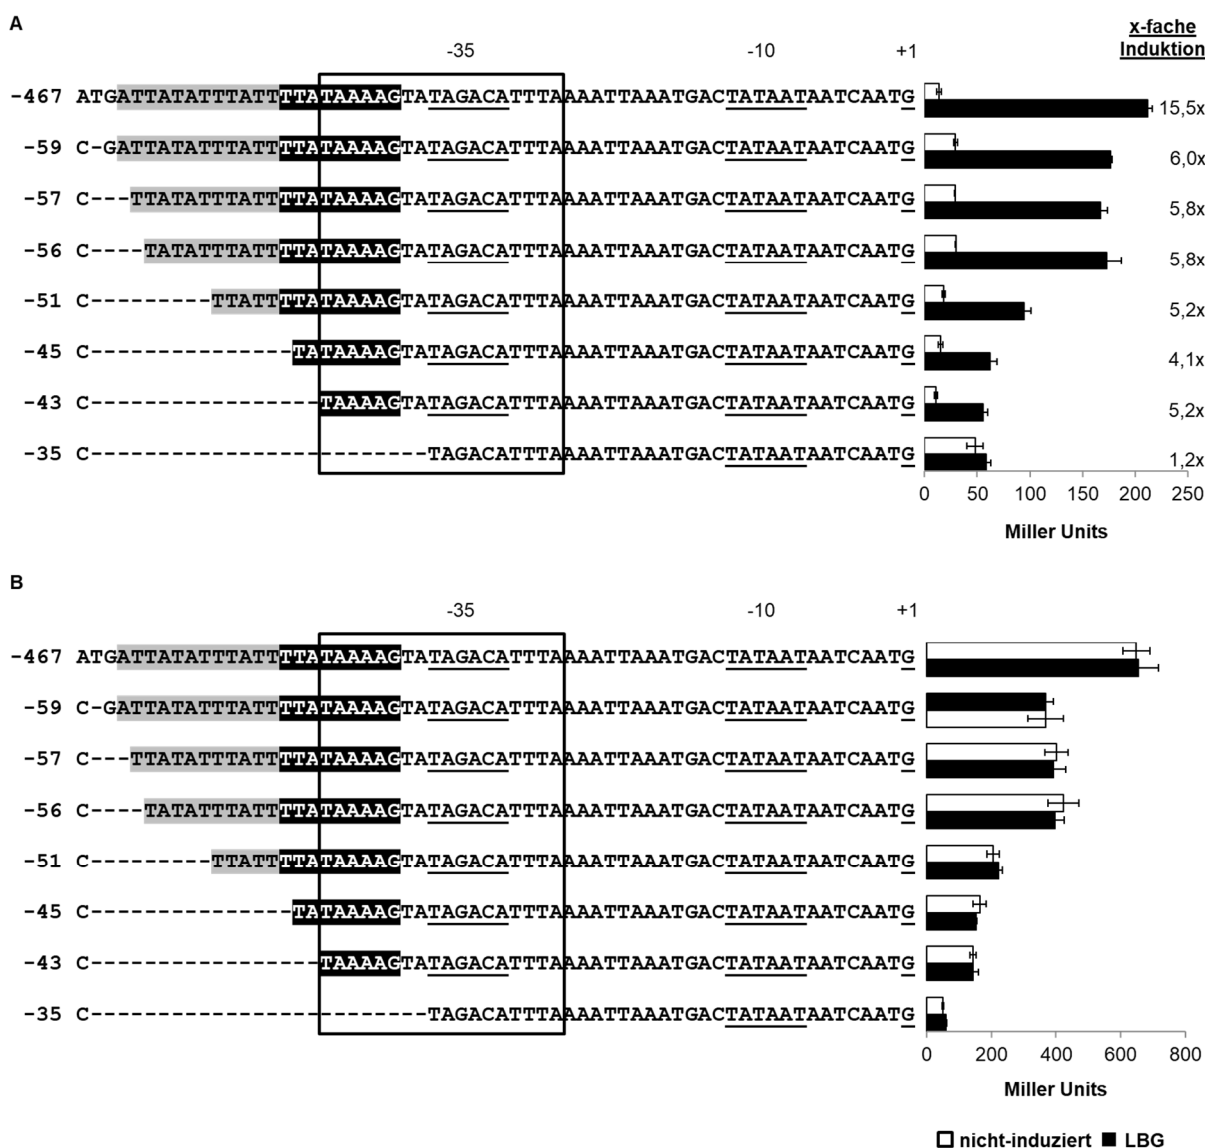 A
x-fache
Induktion
-35 -10 +1
-467 ATGATTATATTTATTTTATAAAAGTATAGACATTTAAAATTAAATGACTATAATAATCAATG 15,5x
-59 C-GATTATATTTATTTTATAAAAGTATAGACATTTAAAATTAAATGACTATAATAATCAATG 6,0x
-57 C---TTATATTTATTTTATAAAAGTATAGACATTTAAAATTAAATGACTATAATAATCAATG 5,8x
-56 C----TATATTTATTTTATAAAAGTATAGACATTTAAAATTAAATGACTATAATAATCAATG 5,8x
-51 C---------TTATTTTATAAAAGTATAGACATTTAAAATTAAATGACTATAATAATCAATG 5,2x
-45 C---------------TATAAAAGTATAGACATTTAAAATTAAATGACTATAATAATCAATG 4,1x
-43 C-----------------TAAAAGTATAGACATTTAAAATTAAATGACTATAATAATCAATG 5,2x
-35 C-------------------------TAGACATTTAAAATTAAATGACTATAATAATCAATG 1,2x
0 50 100 150 200 250
Miller Units
B
-35 -10 +1
-467 ATGATTATATTTATTTTATAAAAGTATAGACATTTAAAATTAAATGACTATAATAATCAATG
-59 C-GATTATATTTATTTTATAAAAGTATAGACATTTAAAATTAAATGACTATAATAATCAATG
-57 C---TTATATTTATTTTATAAAAGTATAGACATTTAAAATTAAATGACTATAATAATCAATG
-56 C----TATATTTATTTTATAAAAGTATAGACATTTAAAATTAAATGACTATAATAATCAATG
-51 C---------TTATTTTATAAAAGTATAGACATTTAAAATTAAATGACTATAATAATCAATG
-45 C---------------TATAAAAGTATAGACATTTAAAATTAAATGACTATAATAATCAATG
-43 C-----------------TAAAAGTATAGACATTTAAAATTAAATGACTATAATAATCAATG
-35 C-------------------------TAGACATTTAAAATTAAATGACTATAATAATCAATG
0 200 400 600 800
Miller Units
nicht-induziert LBG